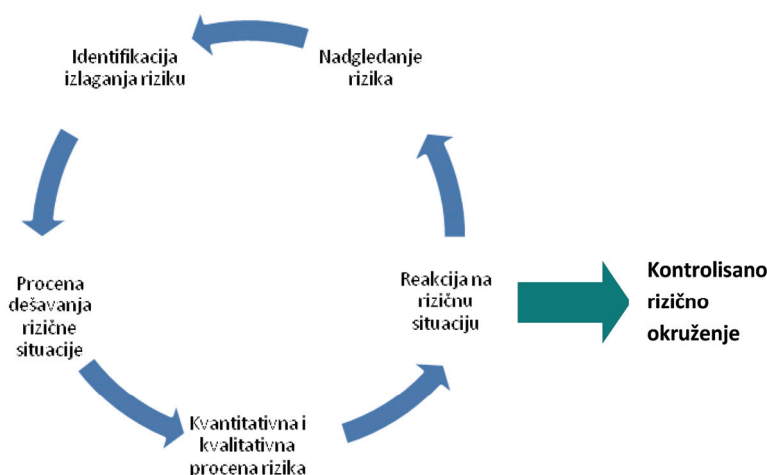 Identifikacija
izlaganja riziku
Nadgledanje
rizika
Procena
dešavanja
rizične
situacije
Kvantitativna i
kvalitativna
procena rizika
Reakcija na
rizičnu
situaciju
Kontrolisano
rizično
okruženje